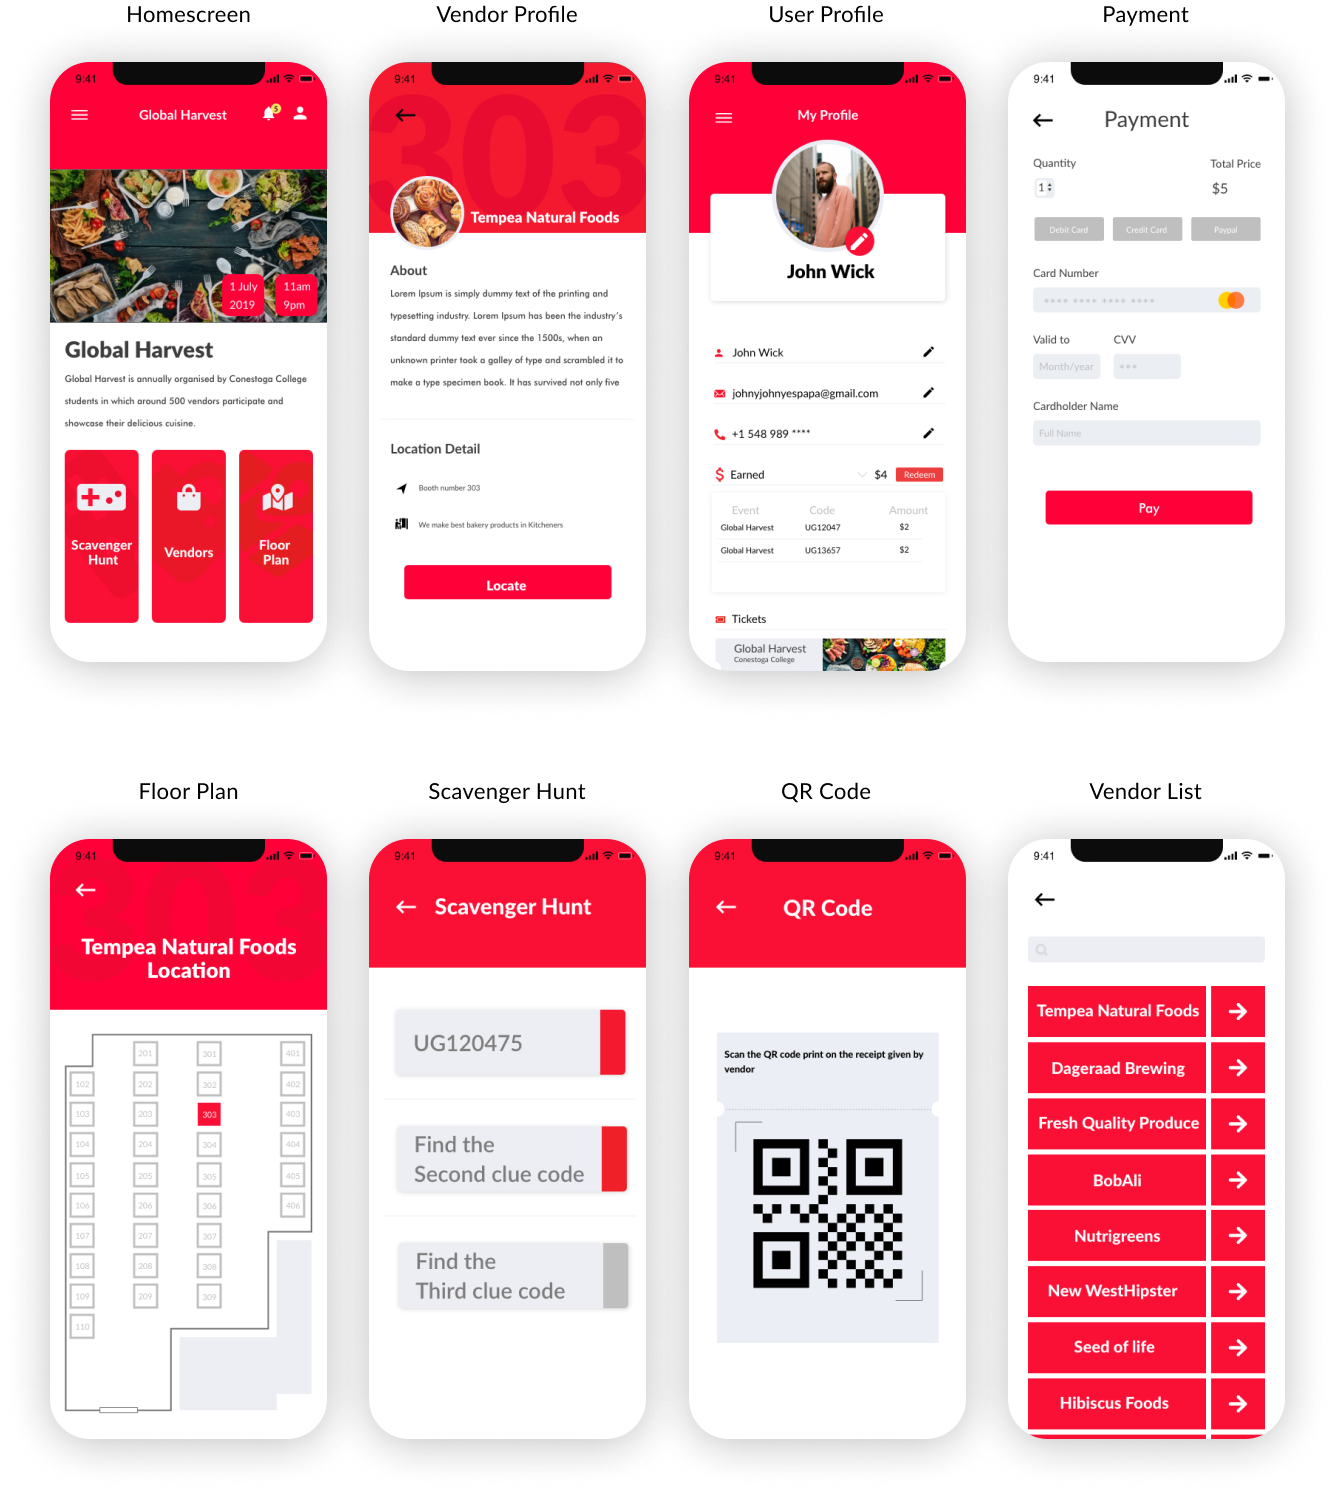 Homescreen
Vendor Profile
User Profile
Payment
9:41
Global Harvest
5
1 July
2019
11am
9pm
Global Harvest
Global Harvest is annually organised by Conestoga College
students in which around 500 vendors participate and
showcase their delicious cuisine.
Scavenger
Hunt
Vendors
Floor
Plan
9:41
303
Tempea Natural Foods
About
Lorem Ipsum is simply dummy text of the printing and
typesetting industry. Lorem Ipsum has been the industry's
standard dummy text ever since the 1500s, when an
unknown printer took a galley of type and scrambled it to
make a type specimen book. It has survived not only five
Location Detail
Booth number 303
We make best bakery products in Kitcheners
Locate
9:41
My Profile
John Wick
John Wick
johnyjohnyespapa@gmail.com
+1 548 989 ****
$ Earned $4 Redeem
Event Code Amount
Global Harvest UG12047 $2
Global Harvest UG13657 $2
Tickets
Global Harvest
Conestoga College
9:41
Payment
Quantity Total Price
1 $5
Debit Card Credit Card Paypal
Card Number
**** **** **** ****
Valid to CVV
Month/year ***
Cardholder Name
Full Name
Pay
Floor Plan
Scavenger Hunt
QR Code
Vendor List
9:41
303
Tempea Natural Foods
Location
201 301 401
102 202 302 402
103 203 303 403
104 204 304 404
105 205 305 405
106 206 306 406
107 207 307
108 208 308
109 209 309
110
9:41
Scavenger Hunt
UG120475
Find the
Second clue code
Find the
Third clue code
9:41
QR Code
Scan the QR code print on the receipt given by
vendor
9:41
Tempea Natural Foods
Dageraad Brewing
Fresh Quality Produce
BobAli
Nutrigreens
New WestHipster
Seed of life
Hibiscus Foods